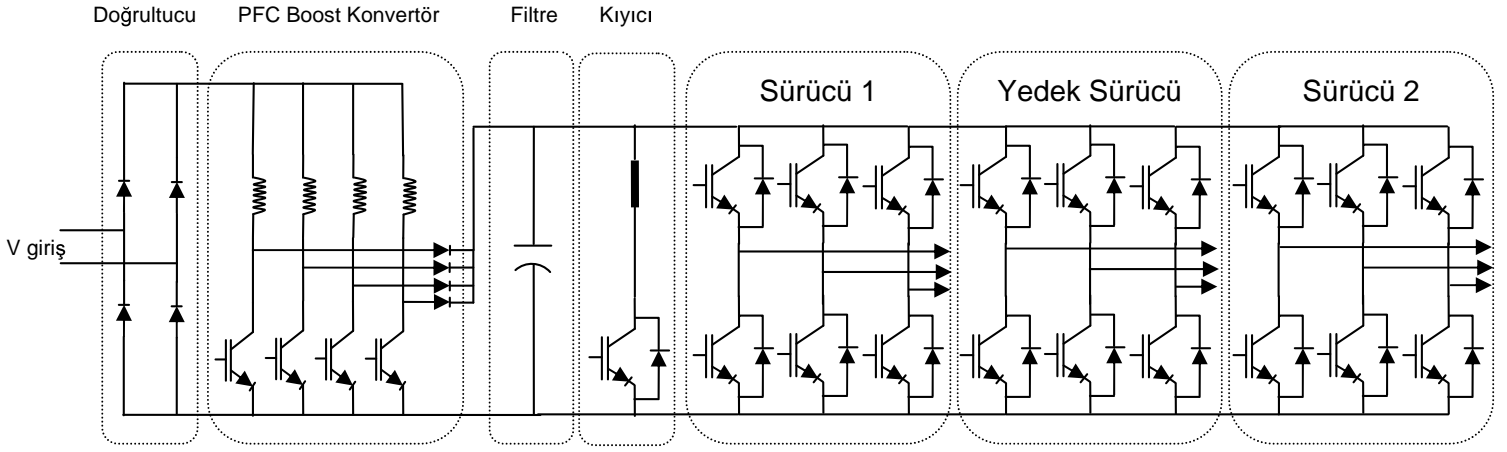 Doğrultucu
PFC Boost Konvertör
Filtre
Kıyıcı
Sürücü 1
Yedek Sürücü
Sürücü 2
V giriş